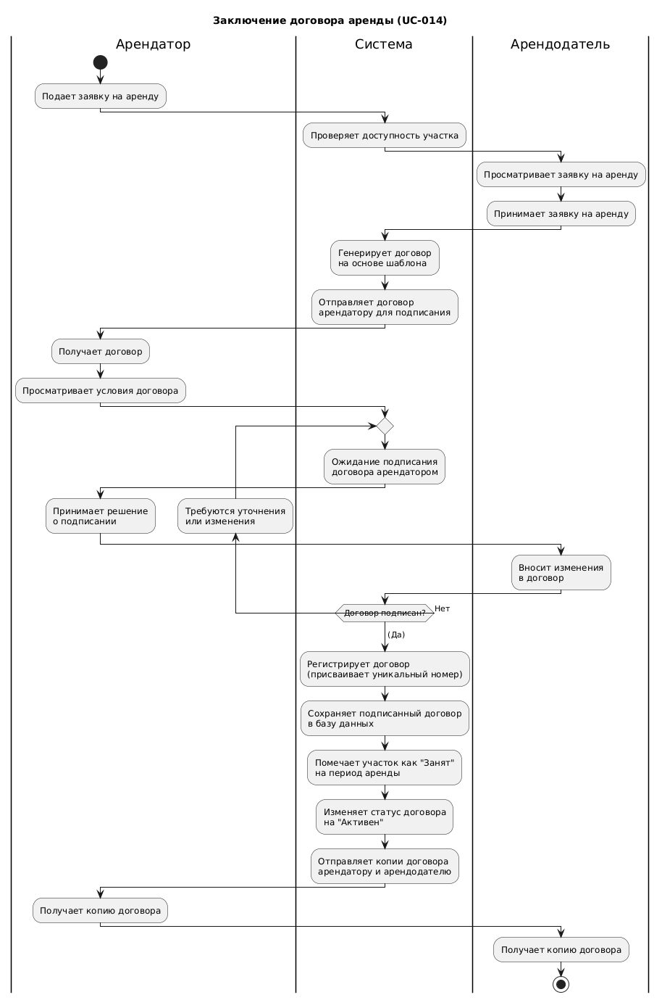 Заключение договора аренды (UC-014)
Арендатор
Система
Арендодатель
Подает заявку на аренду
Проверяет доступность участка
Просматривает заявку на аренду
Принимает заявку на аренду
Генерирует договор
на основе шаблона
Отправляет договор
арендатору для подписания
Получает договор
Просматривает условия договора
Ожидание подписания
договора арендатором
Принимает решение
о подписании
Требуются уточнения
или изменения
Вносит изменения
в договор
Договор подписан?
Нет
(Да)
Регистрирует договор
(присваивает уникальный номер)
Сохраняет подписанный договор
в базу данных
Помечает участок как "Занят"
на период аренды
Изменяет статус договора
на "Активен"
Отправляет копии договора
арендатору и арендодателю
Получает копию договора
Получает копию договора